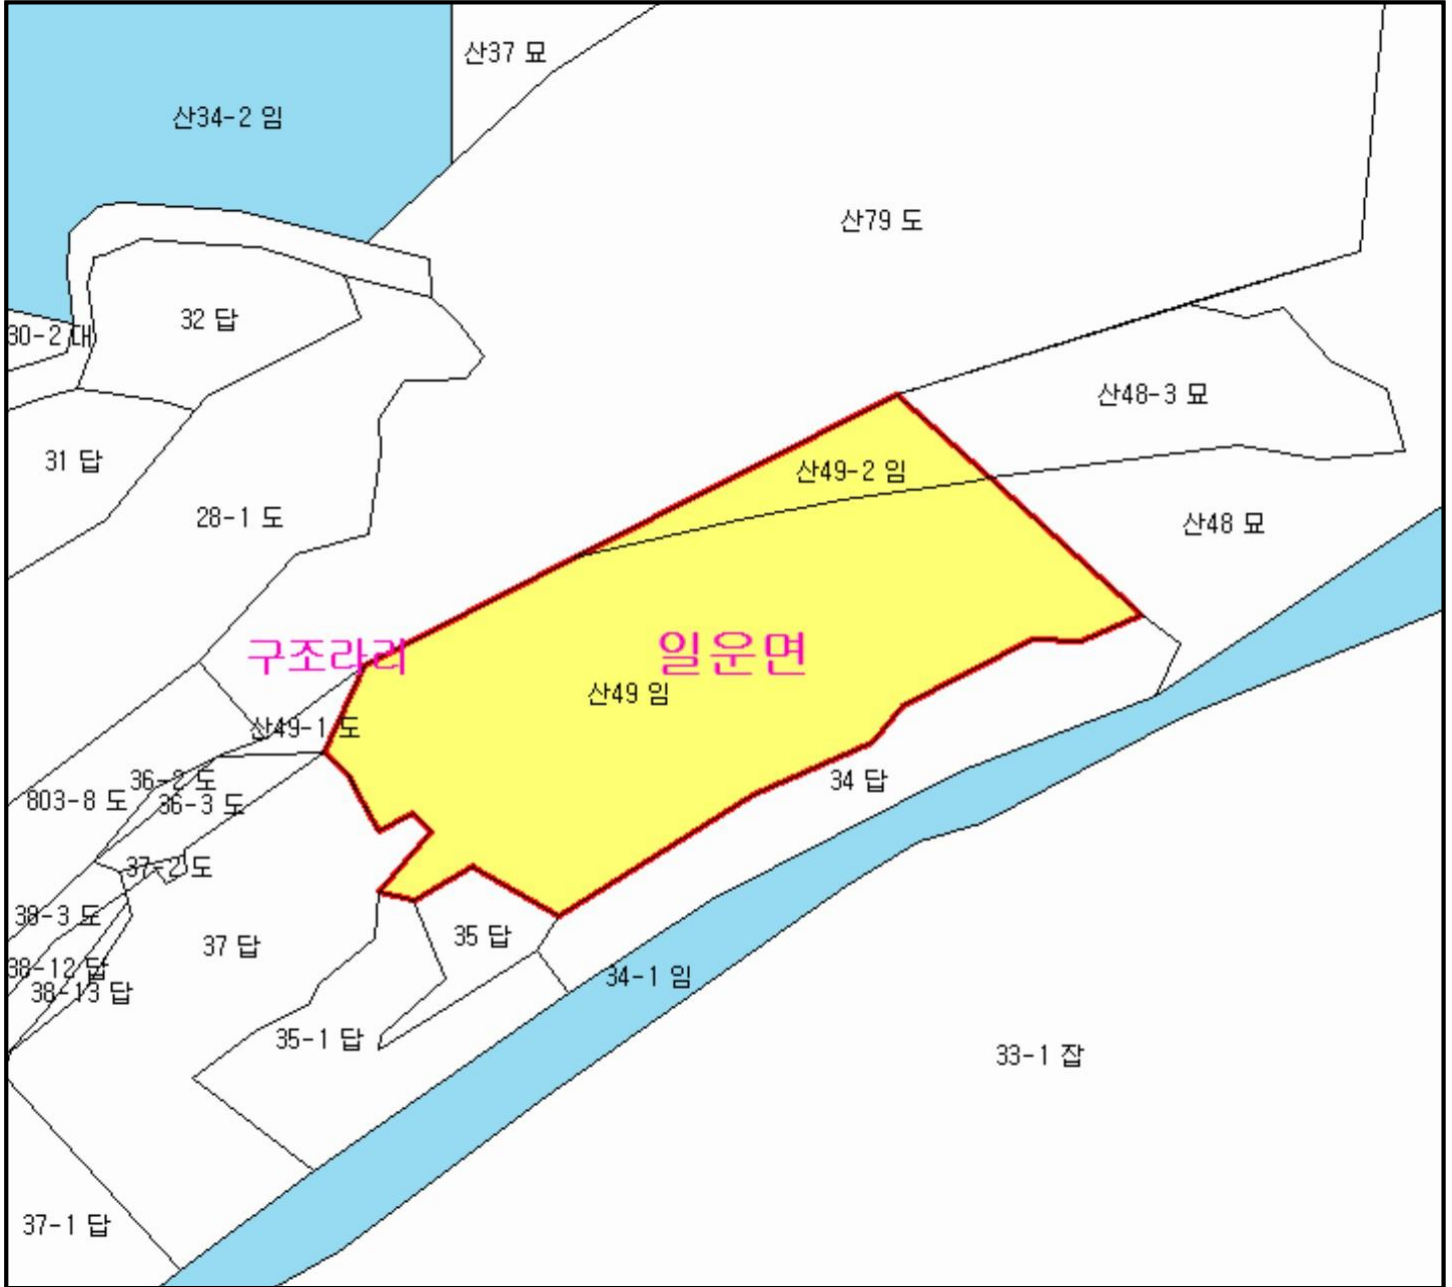 산37 묘
산34-2 임
산79 도
32 답
30-2 대
산48-3 묘
31 답
산49-2 임
28-1 도
산48 묘
구조라리
일운면
산49 임
산49-1 도
36-2 도
34 답
803-8 도
36-3 도
37-2 도
38-3 도
35 답
37 답
38-12 답
34-1 임
38-13 답
35-1 답
33-1 잡
37-1 답